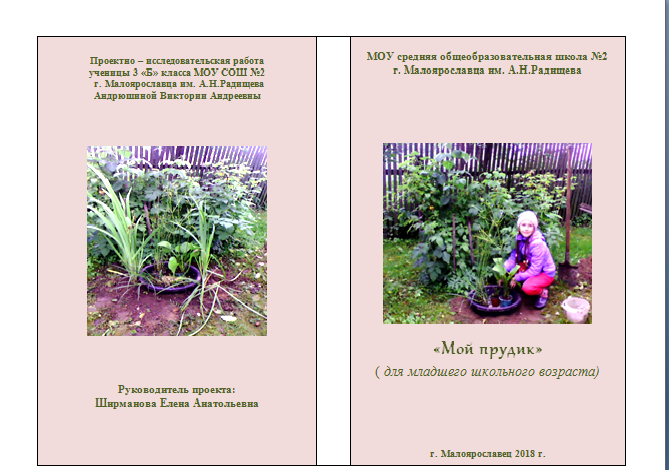 Проектно – исследовательская работа
ученицы 3 «Б» класса МОУ СОШ №2
г. Малоярославца им. А.Н.Радищева
Андрюшиной Виктории Андреевны
Руководитель проекта:
Ширманова Елена Анатольевна
МОУ средняя общеобразовательная школа №2
г. Малоярославца им. А.Н.Радищева
«Мой прудик»
( для младшего школьного возраста)
г. Малоярославец 2018 г.